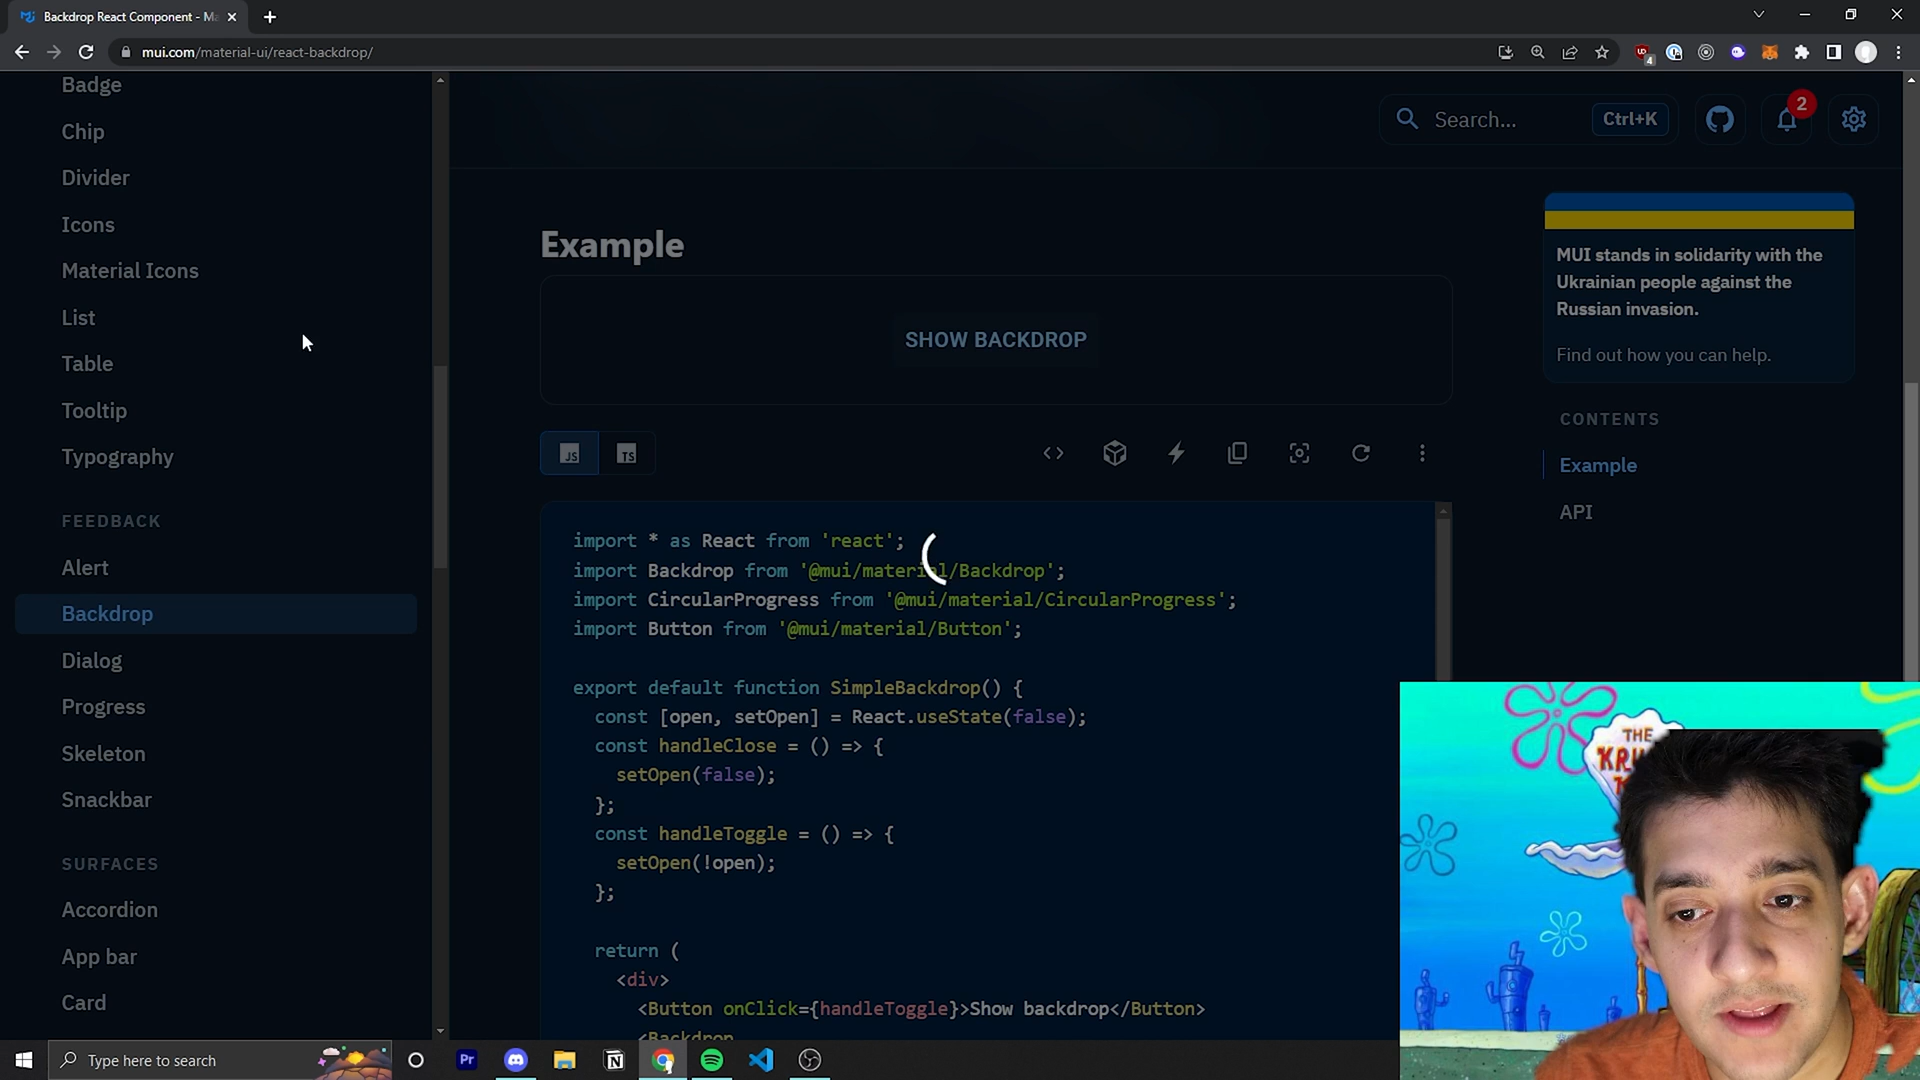 Backdrop React Component - M
mui.com/material-ui/react-backdrop/
4
Badge
Chip
Divider
Icons
Material Icons
List
Table
Tooltip
Typography
FEEDBACK
Alert
Backdrop
Dialog
Progress
Skeleton
Snackbar
SURFACES
Accordion
App bar
Card
Search...
Ctrl+K
2
Example
SHOW BACKDROP
JS
TS
import * as React from 'react';
import Backdrop from '@mui/material/Backdrop';
import CircularProgress from '@mui/material/CircularProgress';
import Button from '@mui/material/Button';
export default function SimpleBackdrop() {
const [open, setOpen] = React.useState(false);
const handleClose = () => {
setOpen(false);
};
const handleToggle = () => {
setOpen(!open);
};
return (
<div>
<Button onClick={handleToggle}>Show backdrop</Button>
<Backdrop
MUI stands in solidarity with the
Ukrainian people against the
Russian invasion.
Find out how you can help.
CONTENTS
Example
API
THE
KRU
K
Type here to search
Pr